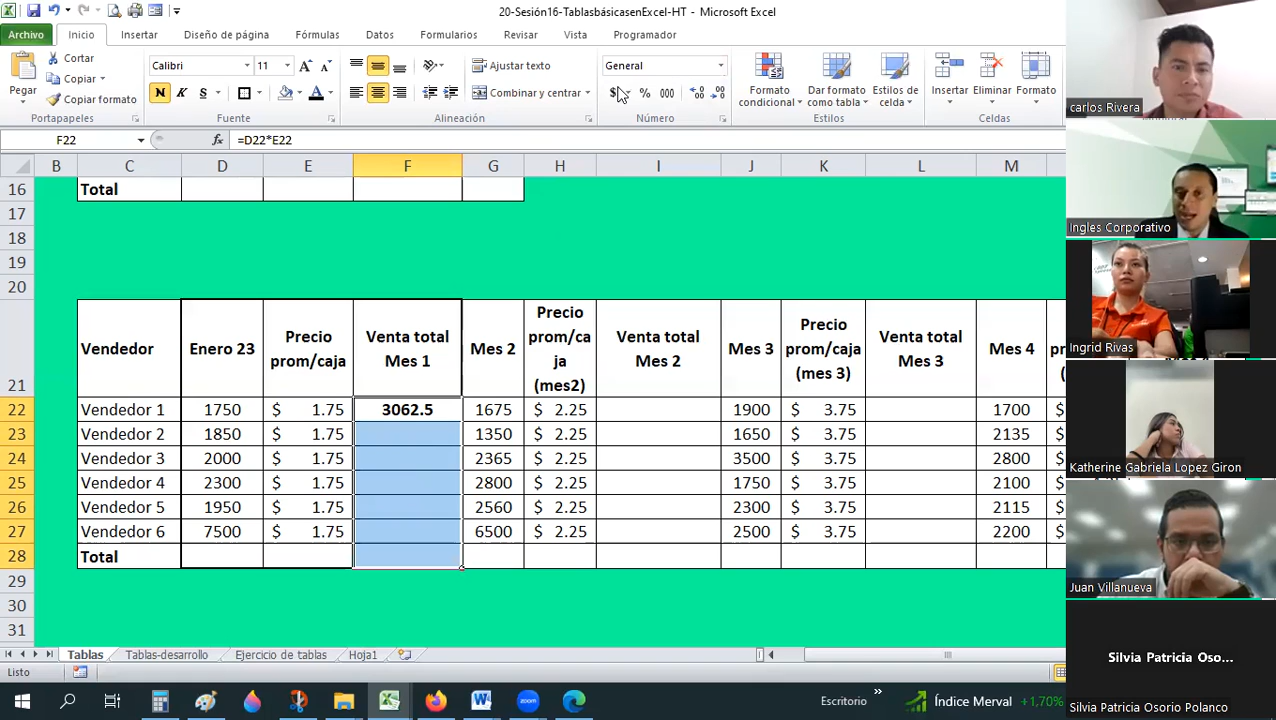 20-Sesión16-TablasbásicasenExcel-HT - Microsoft Excel
Archivo Inicio Insertar Diseño de página Fórmulas Datos Formularios Revisar Vista Programador
Cortar
Copiar
Copiar formato
Pegar
Portapapeles
Calibri 11
N K S
Fuente
Ajustar texto
Combinar y centrar
Alineación
General
$ % 000
Número
Formato condicional
Dar formato como tabla
Estilos de celda
Estilos
Insertar Eliminar Formato
Celdas
F22 fx =D22*E22
B C D E F G H I J K L M
16 Total
17
18
19
20
21 Vendedor Enero 23 Precio prom/caja Venta total Mes 1 Mes 2 Precio prom/caja (mes2) Venta total Mes 2 Mes 3 Precio prom/caja (mes 3) Venta total Mes 3 Mes 4
22 Vendedor 1 1750 $ 1.75 3062.5 1675 $ 2.25 1900 $ 3.75 1700 $
23 Vendedor 2 1850 $ 1.75 1350 $ 2.25 1650 $ 3.75 2135 $
24 Vendedor 3 2000 $ 1.75 2365 $ 2.25 3500 $ 3.75 2800 $
25 Vendedor 4 2300 $ 1.75 2800 $ 2.25 1750 $ 3.75 2100 $
26 Vendedor 5 1950 $ 1.75 2560 $ 2.25 2300 $ 3.75 2115 $
27 Vendedor 6 7500 $ 1.75 6500 $ 2.25 2500 $ 3.75 2200 $
28 Total
29
30
31
Tablas Tablas-desarrollo Ejercicio de tablas Hoja1
Listo
Escritorio » Índice Merval +1,70%
carlos Rivera
Ingles Corporativo
Ingrid Rivas
Katherine Gabriela Lopez Giron
Juan Villanueva
Silvia Patricia Oso...
Silvia Patricia Osorio Polanco